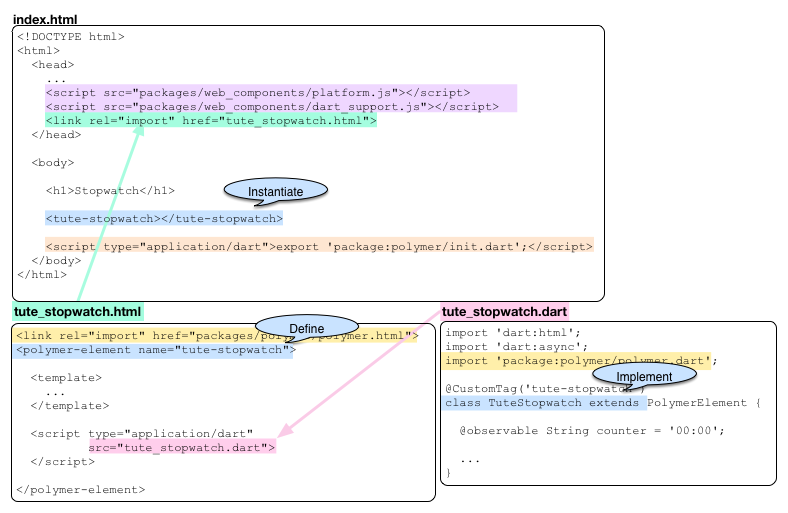 index.html
<!DOCTYPE html>
<html>
<head>
...
<script src="packages/web_components/platform.js"></script>
<script src="packages/web_components/dart_support.js"></script>
<link rel="import" href="tute_stopwatch.html">
</head>
<body>
<h1>Stopwatch</h1>
Instantiate
<tute-stopwatch></tute-stopwatch>
<script type="application/dart">export 'package:polymer/init.dart';</script>
</body>
</html>
tute_stopwatch.html
Define
<link rel="import" href="packages/polymer/polymer.html">
<polymer-element name="tute-stopwatch">
<template>
...
</template>
<script type="application/dart"
src="tute_stopwatch.dart">
</script>
</polymer-element>
tute_stopwatch.dart
import 'dart:html';
import 'dart:async';
import 'package:polymer/polymer.dart';
Implement
@CustomTag('tute-stopwatch')
class TuteStopwatch extends PolymerElement {
@observable String counter = '00:00';
...
}